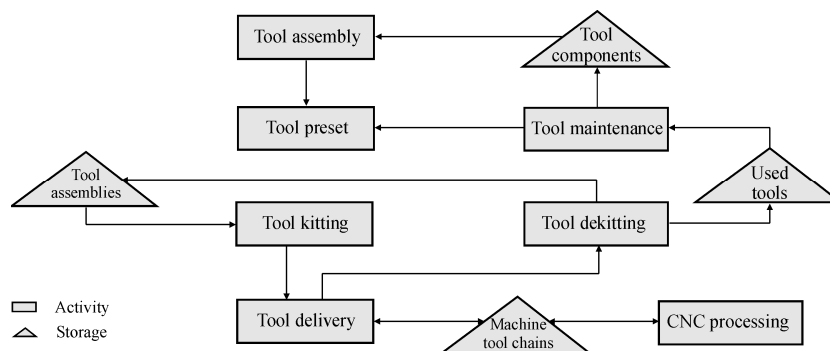 Tool assembly
Tool
components
Tool preset
Tool maintenance
Tool
assemblies
Used
tools
Tool kitting
Tool dekitting
Activity
Storage
Tool delivery
Machine
tool chains
CNC processing